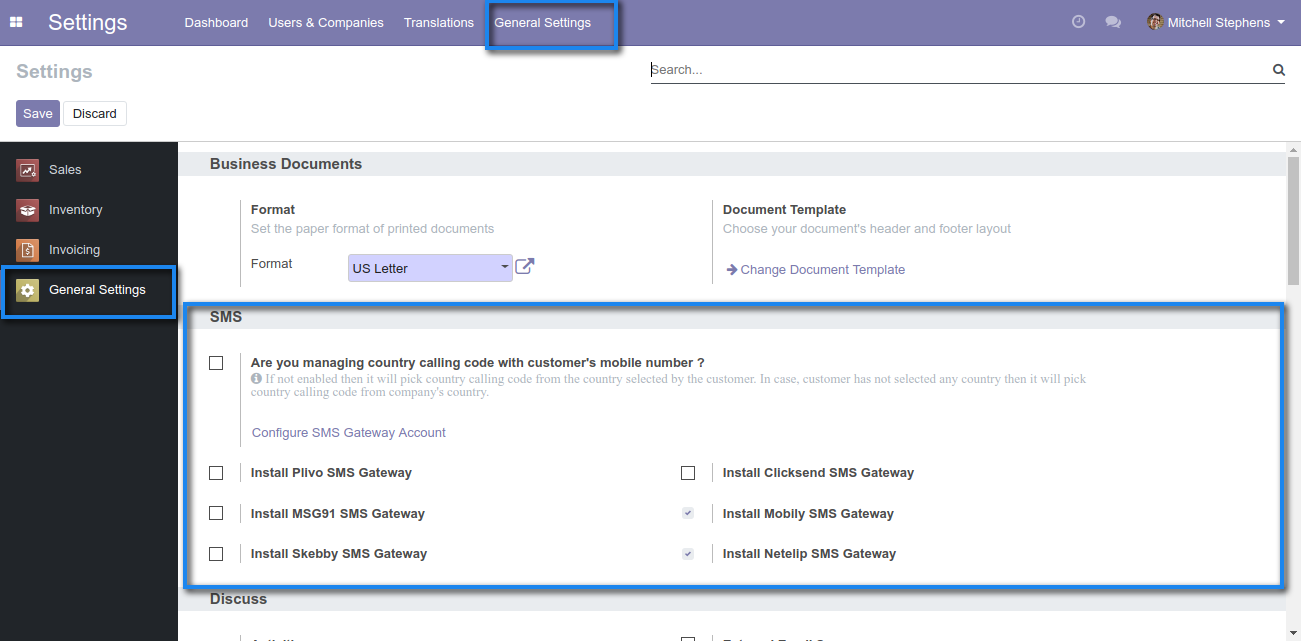 Settings
Dashboard
Users & Companies
Translations
General Settings
Mitchell Stephens
Settings
Search...
Save
Discard
Sales
Inventory
Invoicing
General Settings
Business Documents
Format
Set the paper format of printed documents
Format
US Letter
Document Template
Choose your document's header and footer layout
Change Document Template
SMS
Are you managing country calling code with customer's mobile number ?
If not enabled then it will pick country calling code from the country selected by the customer. In case, customer has not selected any country then it will pick
country calling code from company's country.
Configure SMS Gateway Account
Install Plivo SMS Gateway
Install Clicksend SMS Gateway
Install MSG91 SMS Gateway
Install Mobily SMS Gateway
Install Skebby SMS Gateway
Install Netelip SMS Gateway
Discuss